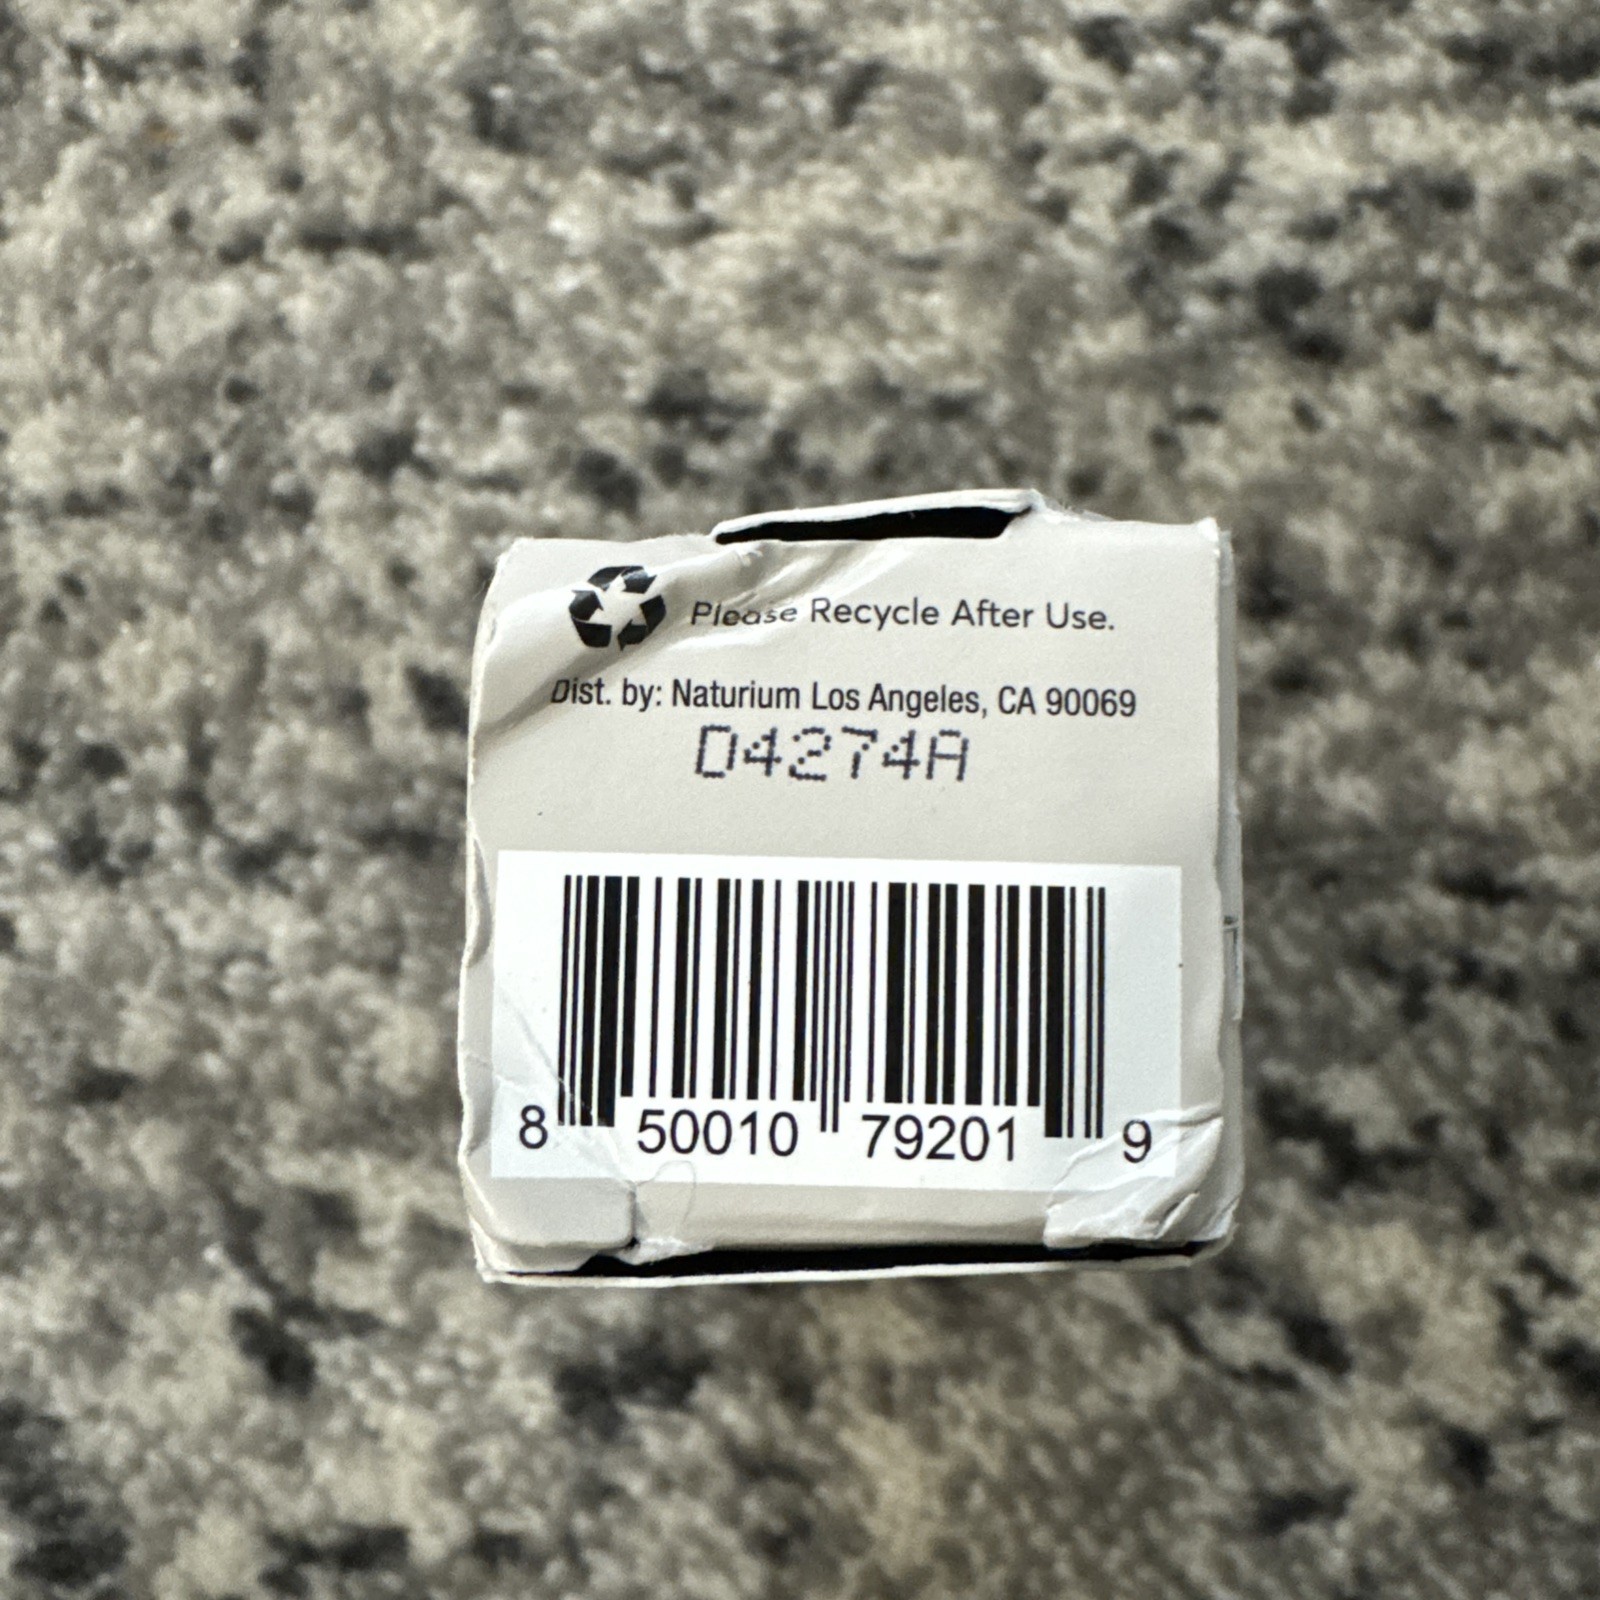 Please Recycle After Use.
Dist. by: Naturium Los Angeles, CA 90069
D4274A
8 50010 79201 9